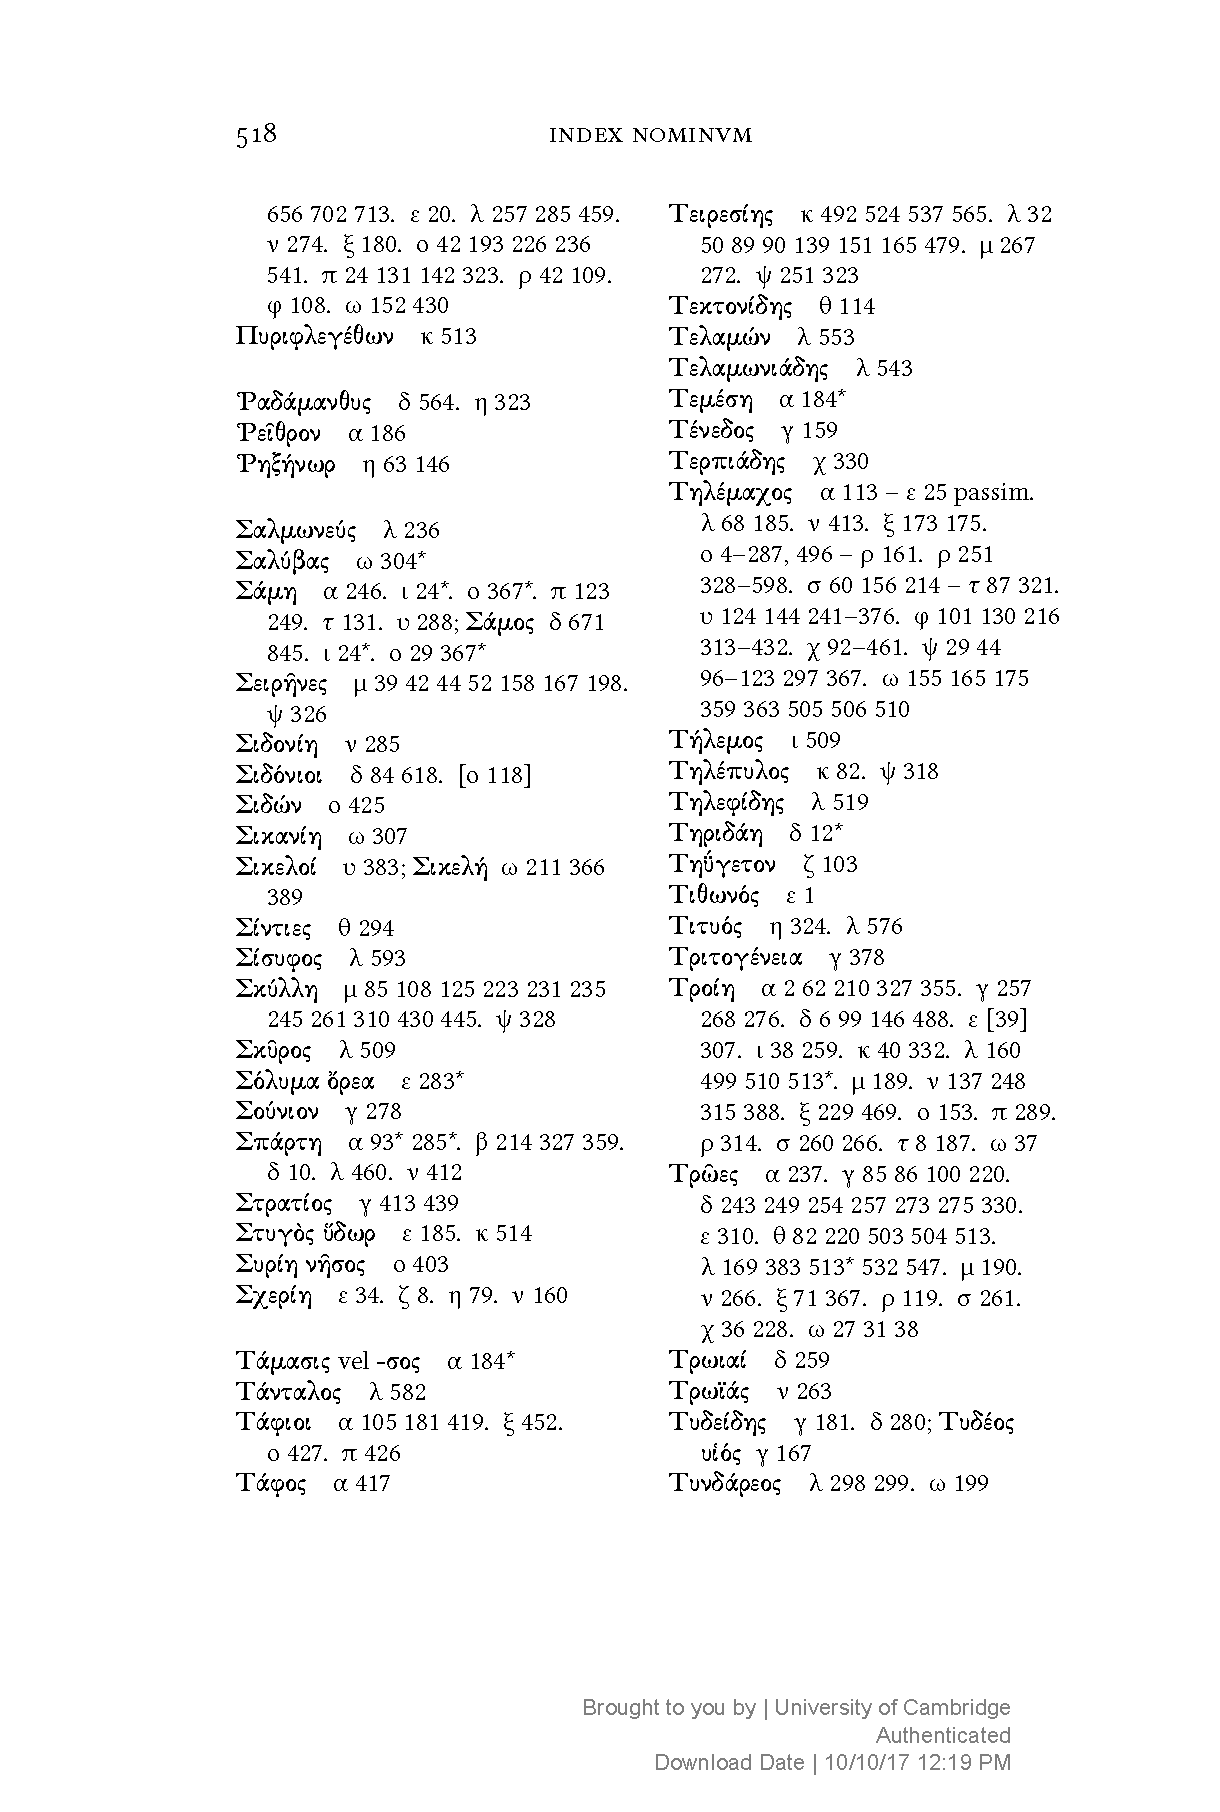 518
INDEX NOMINVM
656 702 713. ε 20. λ 257 285 459.
ν 274. ξ 180. ο 42 193 226 236
541. π 24 131 142 323. ρ 42 109.
φ 108. ω 152 430
Πυριφλεγέθων κ 513
Ῥαδάμανθυς δ 564. η 323
Ῥεῖθρον α 186
Ῥηξήνωρ η 63 146
Σαλμωνεύς λ 236
Σαλύβας ω 304*
Σάμη α 246. ι 24*. ο 367*. π 123
249. τ 131. υ 288; Σάμος δ 671
845. ι 24*. ο 29 367*
Σειρῆνες μ 39 42 44 52 158 167 198.
ψ 326
Σιδονίη ν 285
Σιδόνιοι δ 84 618. [ο 118]
Σιδών ο 425
Σικανίη ω 307
Σικελοί υ 383; Σικελή ω 211 366
389
Σίντιες θ 294
Σίσυφος λ 593
Σκύλλη μ 85 108 125 223 231 235
245 261 310 430 445. ψ 328
Σκῦρος λ 509
Σόλυμα ὄρεα ε 283*
Σούνιον γ 278
Σπάρτη α 93* 285*. β 214 327 359.
δ 10. λ 460. ν 412
Στρατίος γ 413 439
Στυγὸς ὕδωρ ε 185. κ 514
Συρίη νῆσος ο 403
Σχερίη ε 34. ζ 8. η 79. ν 160
Τάμασις vel -σος α 184*
Τάνταλος λ 582
Τάφιοι α 105 181 419. ξ 452.
ο 427. π 426
Τάφος α 417
Τειρεσίης κ 492 524 537 565. λ 32
50 89 90 139 151 165 479. μ 267
272. ψ 251 323
Τεκτονίδης θ 114
Τελαμών λ 553
Τελαμωνιάδης λ 543
Τεμέση α 184*
Τένεδος γ 159
Τερπιάδης χ 330
Τηλέμαχος α 113 – ε 25 passim.
λ 68 185. ν 413. ξ 173 175.
ο 4–287, 496 – ρ 161. ρ 251
328–598. σ 60 156 214 – τ 87 321.
υ 124 144 241–376. φ 101 130 216
313–432. χ 92–461. ψ 29 44
96–123 297 367. ω 155 165 175
359 363 505 506 510
Τήλεμος ι 509
Τηλέπυλος κ 82. ψ 318
Τηλεφίδης λ 519
Τηριδάη δ 12*
Τηΰγετον ζ 103
Τιθωνός ε 1
Τιτυός η 324. λ 576
Τριτογένεια γ 378
Τροίη α 2 62 210 327 355. γ 257
268 276. δ 6 99 146 488. ε [39]
307. ι 38 259. κ 40 332. λ 160
499 510 513*. μ 189. ν 137 248
315 388. ξ 229 469. ο 153. π 289.
ρ 314. σ 260 266. τ 8 187. ω 37
Τρῶες α 237. γ 85 86 100 220.
δ 243 249 254 257 273 275 330.
ε 310. θ 82 220 503 504 513.
λ 169 383 513* 532 547. μ 190.
ν 266. ξ 71 367. ρ 119. σ 261.
χ 36 228. ω 27 31 38
Τρωιαί δ 259
Τρωϊάς ν 263
Τυδείδης γ 181. δ 280; Τυδέος
υἱός γ 167
Τυνδάρεος λ 298 299. ω 199
Brought to you by | University of Cambridge
Authenticated
Download Date | 10/10/17 12:19 PM